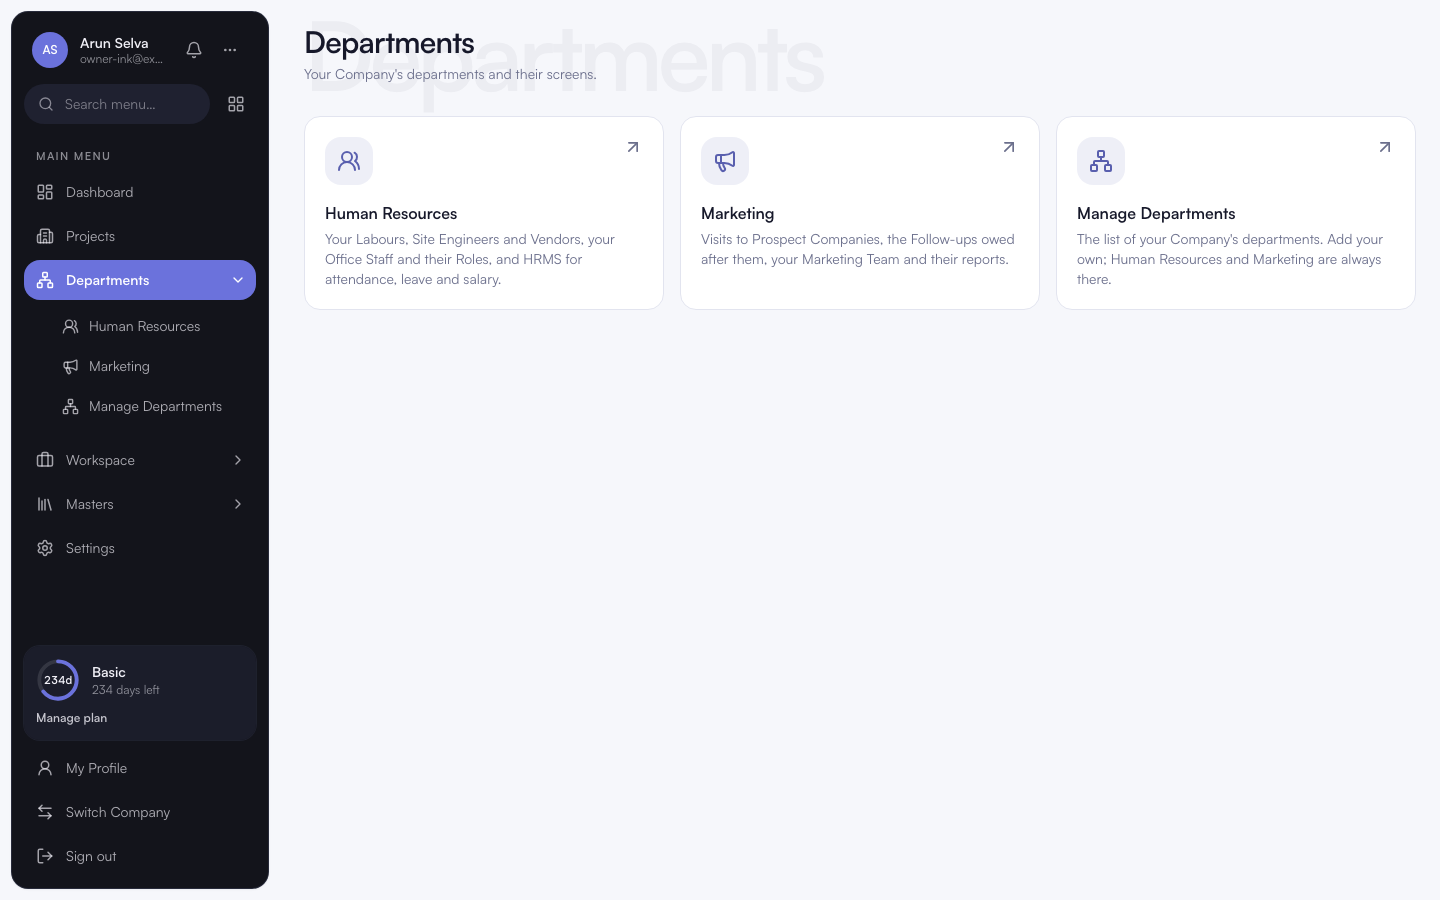 AS
Arun Selva
owner-ink@ex...
Search menu...
MAIN MENU
Dashboard
Projects
Departments
Human Resources
Marketing
Manage Departments
Workspace
Masters
Settings
234d
Basic
234 days left
Manage plan
My Profile
Switch Company
Sign out
Departments
Departments
Your Company's departments and their screens.
Human Resources
Your Labours, Site Engineers and Vendors, your
Office Staff and their Roles, and HRMS for
attendance, leave and salary.
Marketing
Visits to Prospect Companies, the Follow-ups owed
after them, your Marketing Team and their reports.
Manage Departments
The list of your Company's departments. Add your
own; Human Resources and Marketing are always
there.